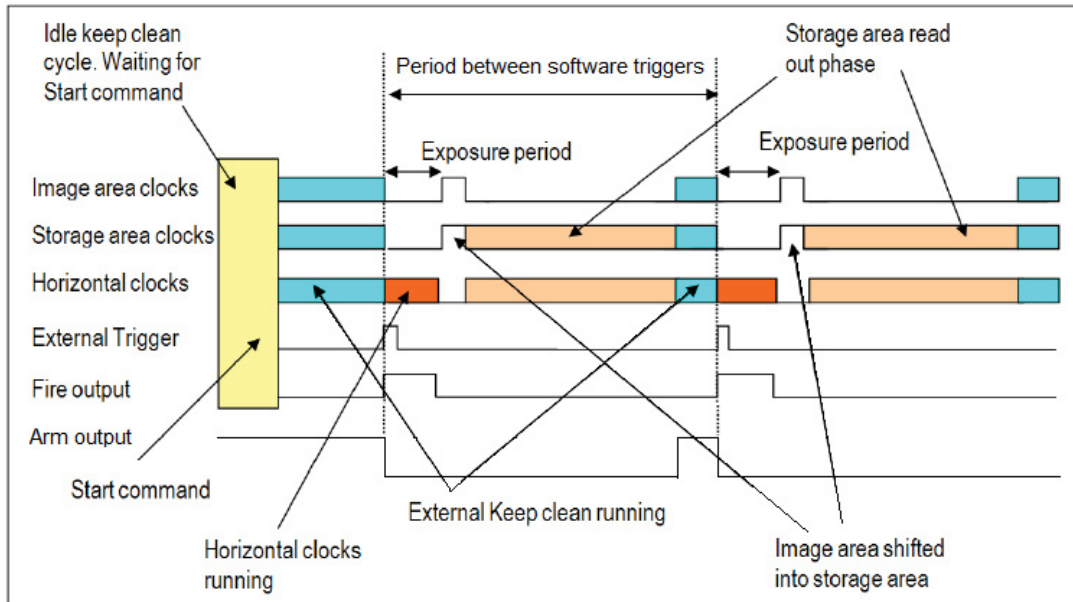 Idle keep clean
cycle. Waiting for
Start command
Period between software triggers
Storage area read
out phase
Exposure period
Exposure period
Image area clocks
Storage area clocks
Horizontal clocks
External Trigger
Fire output
Arm output
Start command
External Keep clean running
Horizontal clocks
running
Image area shifted
into storage area